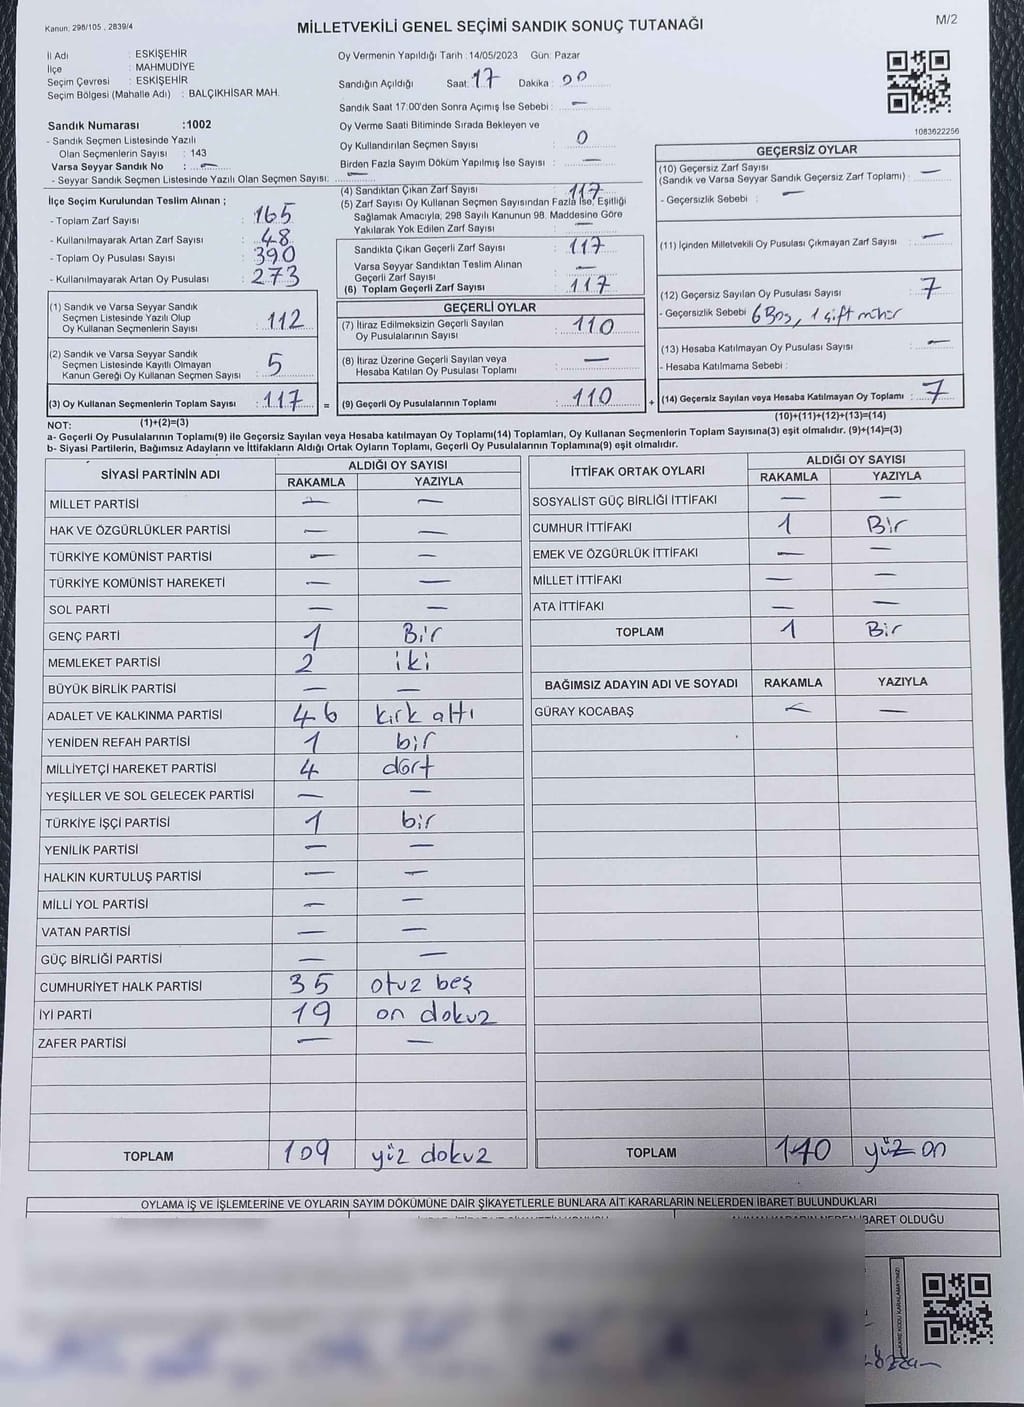 Kanun. 298/105 , 2839/4
MİLLETVEKİLİ GENEL SEÇİMİ SANDIK SONUÇ TUTANAĞI
M/2
İl Adı : ESKİŞEHİR
İlçe : MAHMUDİYE
Seçim Çevresi : ESKİŞEHİR
Seçim Bölgesi (Mahalle Adı) : BALÇIKHİSAR MAH.
Sandık Numarası :1002
- Sandık Seçmen Listesinde Yazılı
Olan Seçmenlerin Sayısı : 143
Varsa Seyyar Sandık No : —
- Seyyar Sandık Seçmen Listesinde Yazılı Olan Seçmen Sayısı: —
İlçe Seçim Kurulundan Teslim Alınan ;
- Toplam Zarf Sayısı : 165
- Kullanılmayarak Artan Zarf Sayısı : 48
- Toplam Oy Pusulası Sayısı : 390
- Kullanılmayarak Artan Oy Pusulası : 273
(1) Sandık ve Varsa Seyyar Sandık
Seçmen Listesinde Yazılı Olup
Oy Kullanan Seçmenlerin Sayısı : 112
(2) Sandık ve Varsa Seyyar Sandık
Seçmen Listesinde Kayıtlı Olmayan
Kanun Gereği Oy Kullanan Seçmen Sayısı : 5
(3) Oy Kullanan Seçmenlerin Toplam Sayısı : 117
Oy Vermenin Yapıldığı Tarih : 14/05/2023 Gün: Pazar
Sandığın Açıldığı Saat: 17 Dakika : 00
Sandık Saat 17:00'den Sonra Açımış İse Sebebi : —
Oy Verme Saati Bitiminde Sırada Bekleyen ve
Oy Kullandırılan Seçmen Sayısı : 0
Birden Fazla Sayım Döküm Yapılmış İse Sayısı : —
(4) Sandıktan Çıkan Zarf Sayısı : 117
(5) Zarf Sayısı Oy Kullanan Seçmen Sayısından Fazla İse, Eşitliği
Sağlamak Amacıyla, 298 Sayılı Kanunun 98. Maddesine Göre
Yakılarak Yok Edilen Zarf Sayısı : —
Sandıkta Çıkan Geçerli Zarf Sayısı : 117
Varsa Seyyar Sandıktan Teslim Alınan
Geçerli Zarf Sayısı : —
(6) Toplam Geçerli Zarf Sayısı : 117
GEÇERLİ OYLAR
(7) İtiraz Edilmeksizin Geçerli Sayılan
Oy Pusulalarının Sayısı : 110
(8) İtiraz Üzerine Geçerli Sayılan veya
Hesaba Katılan Oy Pusulası Toplamı : —
= (9) Geçerli Oy Pusulalarının Toplamı : 110
1083622256
GEÇERSİZ OYLAR
(10) Geçersiz Zarf Sayısı
(Sandık ve Varsa Seyyar Sandık Geçersiz Zarf Toplamı) : —
- Geçersizlik Sebebi : —
(11) İçinden Milletvekili Oy Pusulası Çıkmayan Zarf Sayısı : —
(12) Geçersiz Sayılan Oy Pusulası Sayısı : 7
- Geçersizlik Sebebi 6 Boş, 1 çift mühür
(13) Hesaba Katılmayan Oy Pusulası Sayısı : —
- Hesaba Katılmama Sebebi :
+ (14) Geçersiz Sayılan veya Hesaba Katılmayan Oy Toplamı : 7
NOT: (1)+(2)=(3)
(10)+(11)+(12)+(13)=(14)
a- Geçerli Oy Pusulalarının Toplamı(9) ile Geçersiz Sayılan veya Hesaba katılmayan Oy Toplamı(14) Toplamları, Oy Kullanan Seçmenlerin Toplam Sayısına(3) eşit olmalıdır. (9)+(14)=(3)
b- Siyasi Partilerin, Bağımsız Adayların ve İttifakların Aldığı Ortak Oyların Toplamı, Geçerli Oy Pusulalarının Toplamına(9) eşit olmalıdır.
SİYASİ PARTİNİN ADI ALDIĞI OY SAYISI
RAKAMLA YAZIYLA
MİLLET PARTİSİ — —
HAK VE ÖZGÜRLÜKLER PARTİSİ — —
TÜRKİYE KOMÜNİST PARTİSİ — —
TÜRKİYE KOMÜNİST HAREKETİ — —
SOL PARTİ — —
GENÇ PARTİ 1 Bir
MEMLEKET PARTİSİ 2 iki
BÜYÜK BİRLİK PARTİSİ — —
ADALET VE KALKINMA PARTİSİ 46 kırk altı
YENİDEN REFAH PARTİSİ 1 bir
MİLLİYETÇİ HAREKET PARTİSİ 4 dört
YEŞİLLER VE SOL GELECEK PARTİSİ — —
TÜRKİYE İŞÇİ PARTİSİ 1 bir
YENİLİK PARTİSİ — —
HALKIN KURTULUŞ PARTİSİ — —
MİLLİ YOL PARTİSİ — —
VATAN PARTİSİ — —
GÜÇ BİRLİĞİ PARTİSİ — —
CUMHURİYET HALK PARTİSİ 35 otuz beş
İYİ PARTİ 19 on dokuz
ZAFER PARTİSİ — —
TOPLAM 109 yüz dokuz
İTTİFAK ORTAK OYLARI ALDIĞI OY SAYISI
RAKAMLA YAZIYLA
SOSYALİST GÜÇ BİRLİĞİ İTTİFAKI — —
CUMHUR İTTİFAKI 1 Bir
EMEK VE ÖZGÜRLÜK İTTİFAKI — —
MİLLET İTTİFAKI — —
ATA İTTİFAKI — —
TOPLAM 1 Bir
BAĞIMSIZ ADAYIN ADI VE SOYADI RAKAMLA YAZIYLA
GÜRAY KOCABAŞ — —
TOPLAM 110 yüz on
OYLAMA İŞ VE İŞLEMLERİNE VE OYLARIN SAYIM DÖKÜMÜNE DAİR ŞİKAYETLERLE BUNLARA AİT KARARLARIN NELERDEN İBARET BULUNDUKLARI
İBARET OLDUĞU